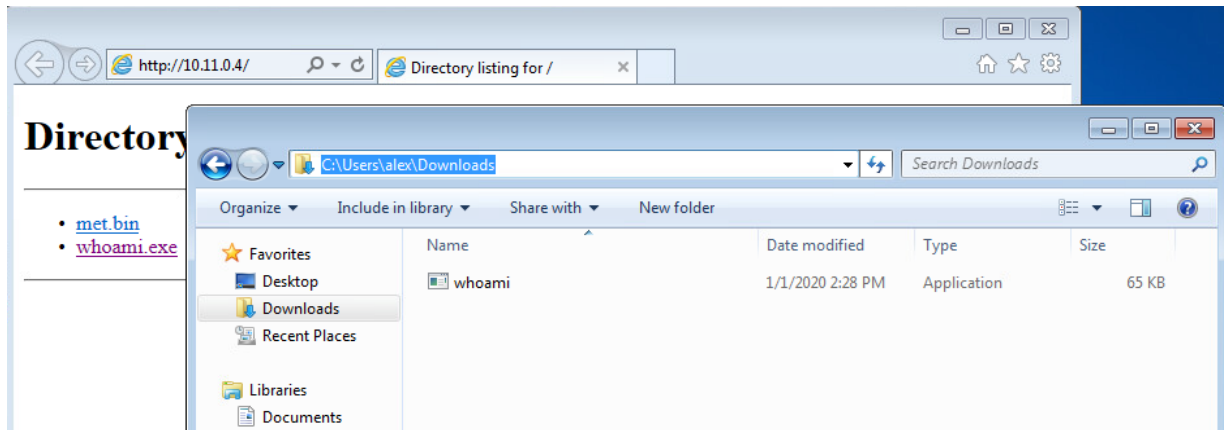 http://10.11.0.4/
Directory listing for /
Directory
met.bin
whoami.exe
C:\Users\alex\Downloads
Search Downloads
Organize
Include in library
Share with
New folder
Favorites
Desktop
Downloads
Recent Places
Libraries
Documents
Name Date modified Type Size
whoami 1/1/2020 2:28 PM Application 65 KB